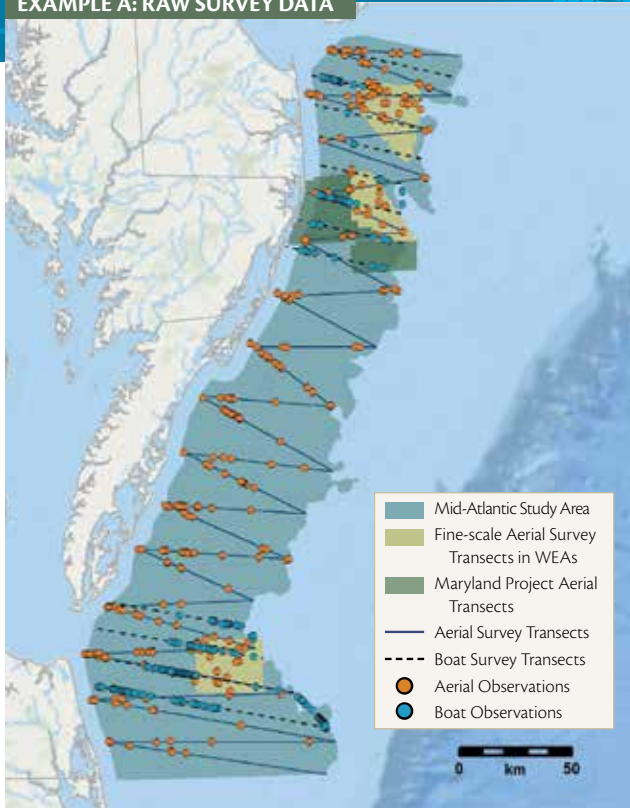 EXAMPLE A: RAW SURVEY DATA
Mid-Atlantic Study Area
Fine-scale Aerial Survey
Transects in WEAs
Maryland Project Aerial
Transects
Aerial Survey Transects
Boat Survey Transects
Aerial Observations
Boat Observations
0 km 50